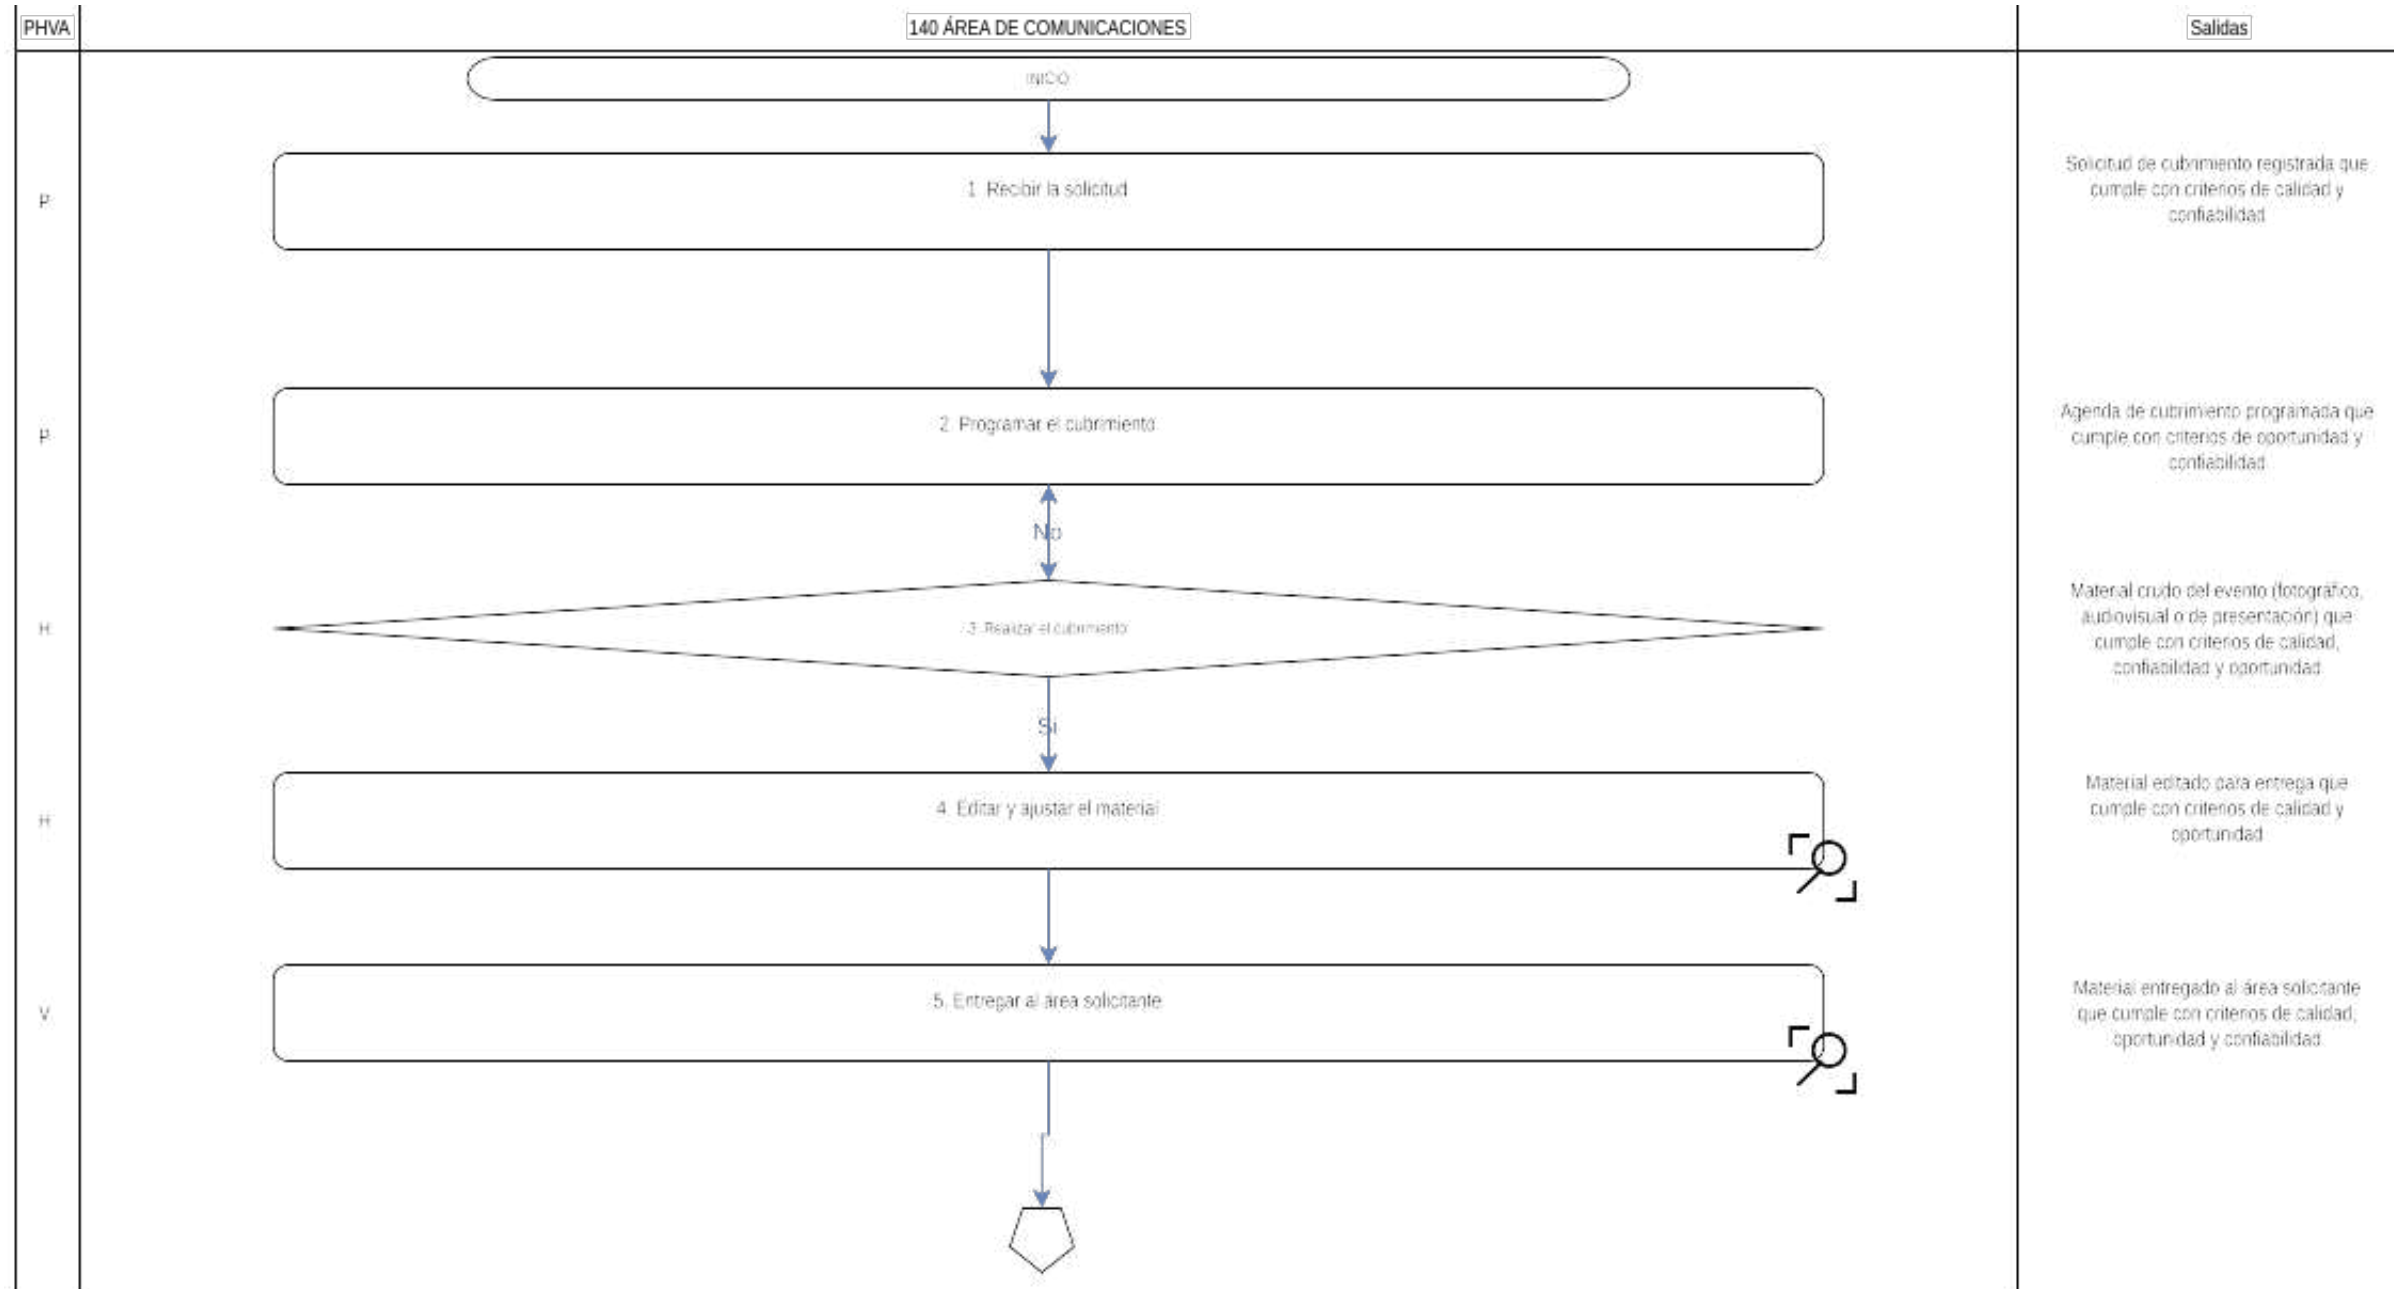 PHVA
140 ÁREA DE COMUNICACIONES
Salidas
INICIO
P
1. Recibir la solicitud
Solicitud de cubrimiento registrada que
cumple con criterios de calidad y
confiabilidad
P
2. Programar el cubrimiento
Agenda de cubrimiento programada que
cumple con criterios de oportunidad y
confiabilidad
No
H
3. Realizar el cubrimiento
Material crudo del evento (fotográfico,
audiovisual o de presentación) que
cumple con criterios de calidad,
confiabilidad y oportunidad
Si
H
4. Editar y ajustar el material
Material editado para entrega que
cumple con criterios de calidad y
oportunidad
V
5. Entregar al área solicitante
Material entregado al área solicitante
que cumple con criterios de calidad,
oportunidad y confiabilidad